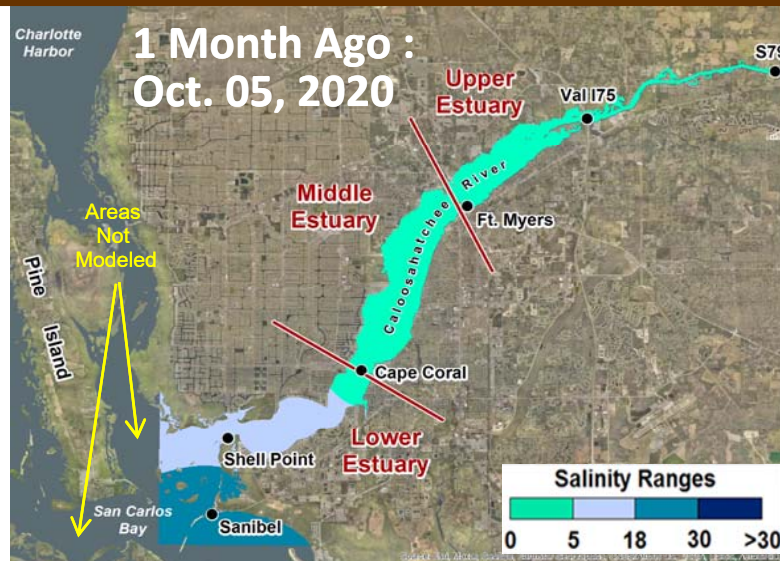 1 Month Ago :
Oct. 05, 2020
Charlotte
Harbor
S79
Upper
Estuary
Val I75
Middle
Estuary
Ft. Myers
Caloosahatchee River
Areas
Not
Modeled
Pine Island
Cape Coral
Lower
Estuary
Shell Point
San Carlos
Bay
Sanibel
Salinity Ranges
0 5 18 30 >30